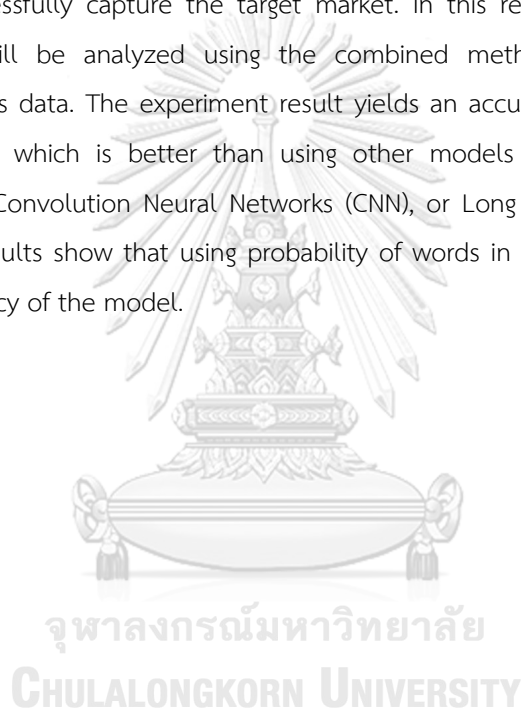 ssfully capture the target market. In this re
ill be analyzed using the combined meth
s data. The experiment result yields an accu
which is better than using other models
Convolution Neural Networks (CNN), or Long
ults show that using probability of words in
cy of the model.
จุฬาลงกรณ์มหาวิทยาลัย
CHULALONGKORN UNIVERSITY